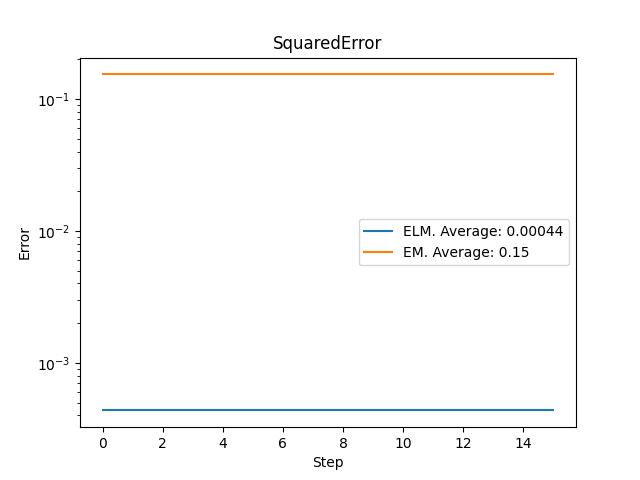 SquaredError
Error
10⁻¹
10⁻²
10⁻³
ELM. Average: 0.00044
EM. Average: 0.15
0 2 4 6 8 10 12 14
Step